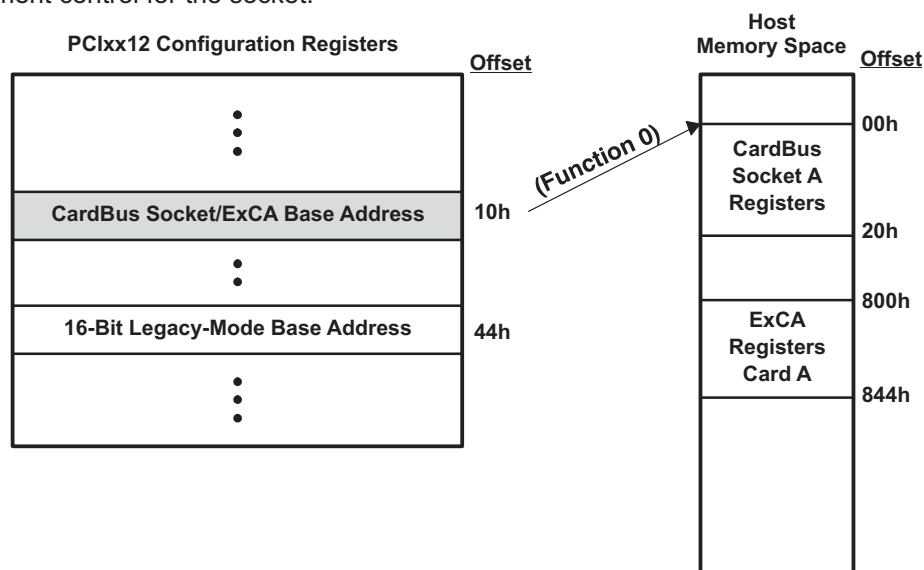 ment control for the socket.
PCIxx12 Configuration Registers
Offset
CardBus Socket/ExCA Base Address
10h
16-Bit Legacy-Mode Base Address
44h
(Function 0)
Host
Memory Space
Offset
00h
CardBus
Socket A
Registers
20h
800h
ExCA
Registers
Card A
844h